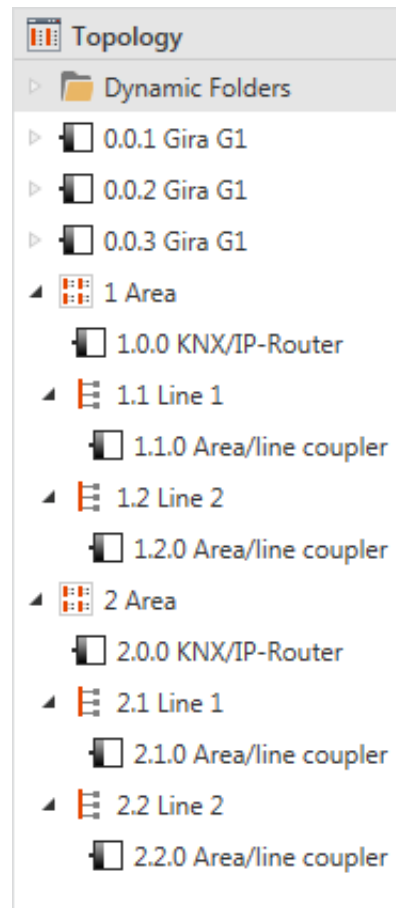 Topology
Dynamic Folders
0.0.1 Gira G1
0.0.2 Gira G1
0.0.3 Gira G1
1 Area
1.0.0 KNX/IP-Router
1.1 Line 1
1.1.0 Area/line coupler
1.2 Line 2
1.2.0 Area/line coupler
2 Area
2.0.0 KNX/IP-Router
2.1 Line 1
2.1.0 Area/line coupler
2.2 Line 2
2.2.0 Area/line coupler